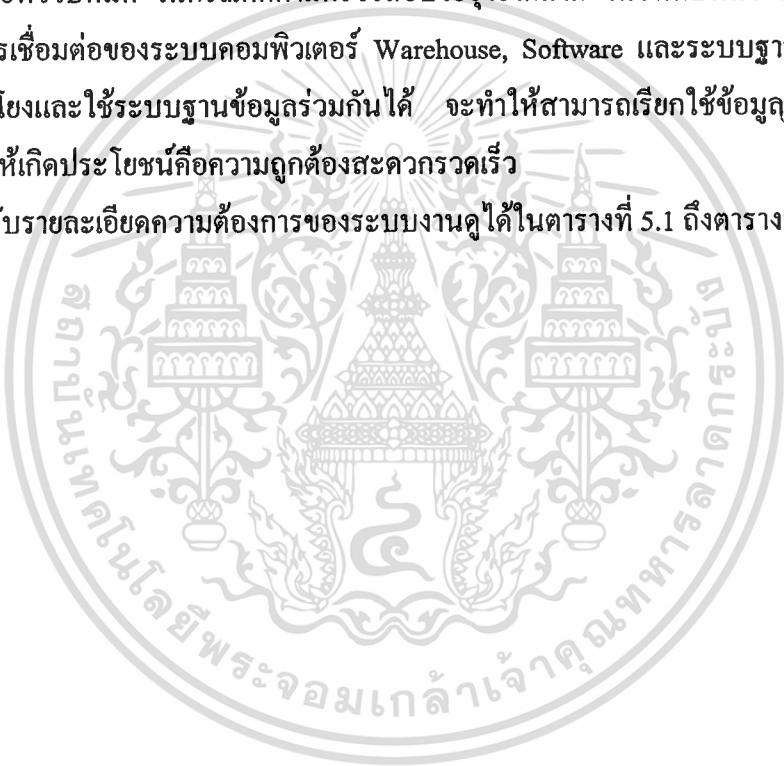 รเชื่อมต่อของระบบคอมพิวเตอร์ Warehouse, Software และระบบฐา
โยงและใช้ระบบฐานข้อมูลร่วมกันได้ จะทำให้สามารถเรียกใช้ข้อมูล
ห้เกิดประโยชน์คือความถูกต้องสะดวกรวดเร็ว
บรายละเอียดความต้องการของระบบงานดูได้ในตารางที่ 5.1 ถึงตาราง
สถาบันเทคโนโลยีพระจอมเกล้าเจ้าคุณทหารลาดกระบัง